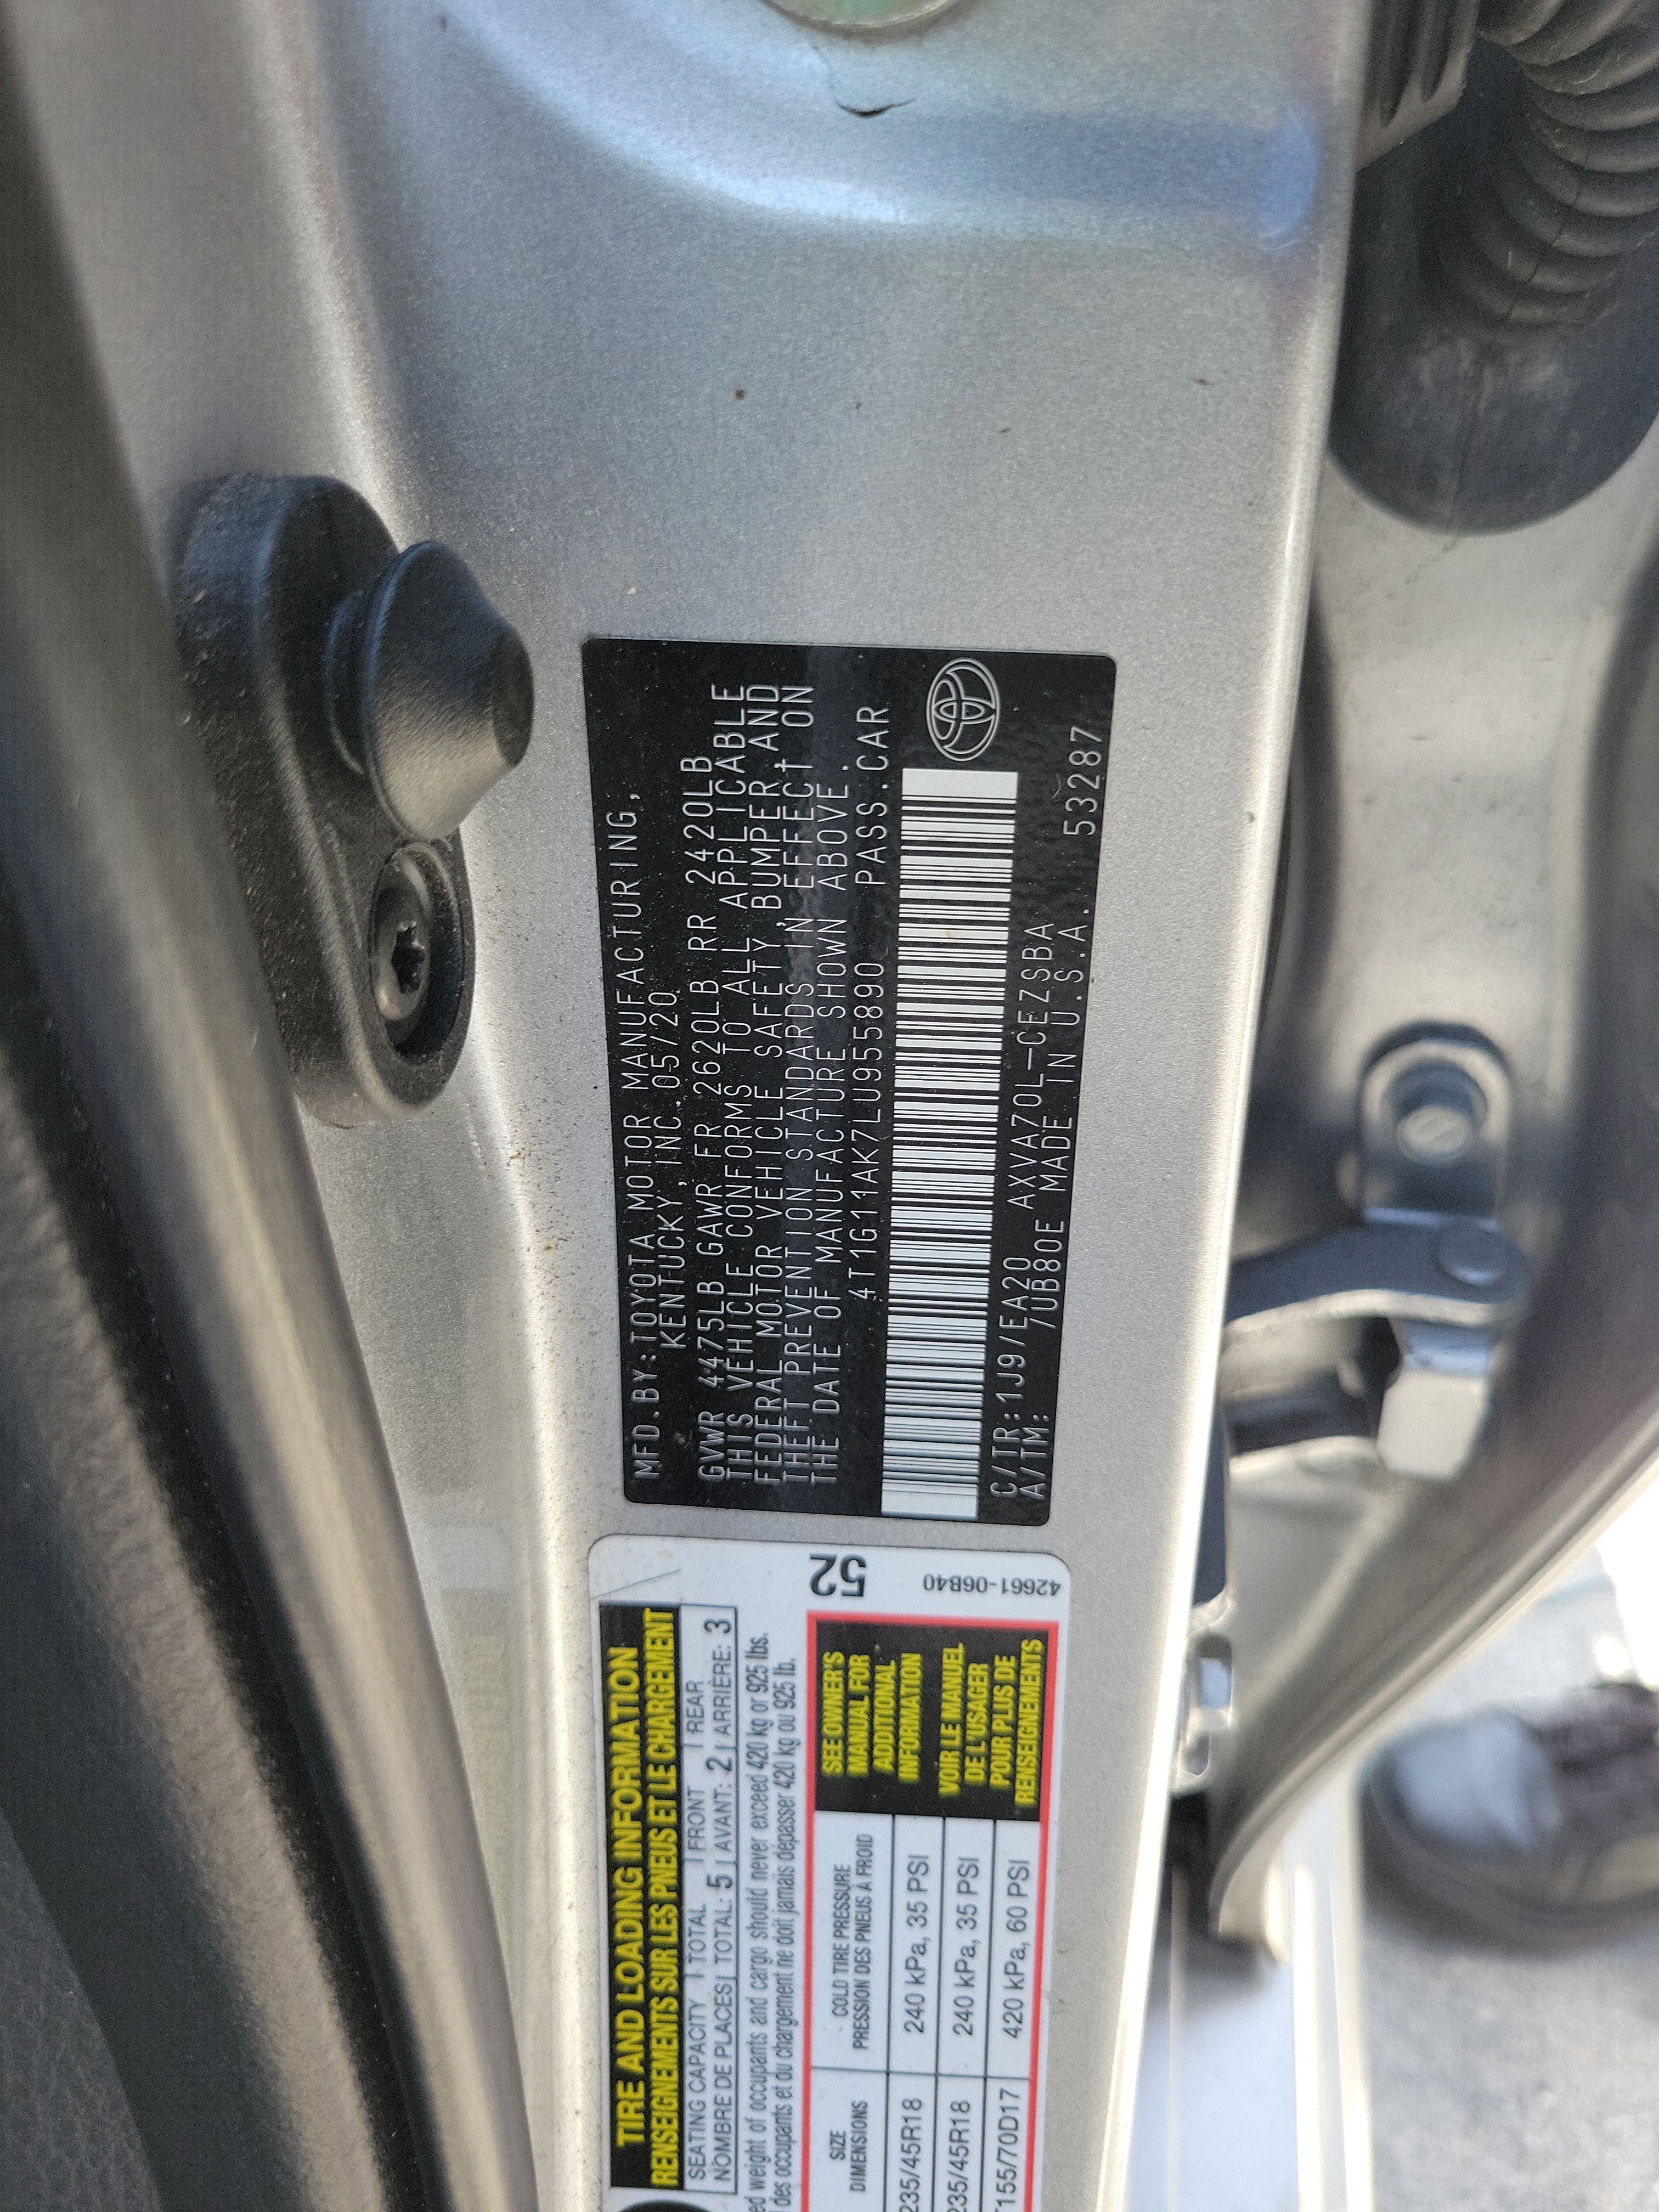 MFD.BY:TOYOTA MOTOR MANUFACTURING,
KENTUCKY,INC.05/20
GVWR 4475LB GAWR FR 2620LB RR 2420LB
THIS VEHICLE CONFORMS TO ALL APPLICABLE
FEDERAL MOTOR VEHICLE SAFETY,BUMPER,AND
THEFT PREVENTION STANDARDS IN EFFECT ON
THE DATE OF MANUFACTURE SHOWN ABOVE.
4T1G11AK7LU955890 PASS.CAR
C/TR:1J9/EA20 AXVA70L-CEZSBA
A/TM: /UB80E MADE IN U.S.A. 53287
TIRE AND LOADING INFORMATION
RENSEIGNEMENTS SUR LES PNEUS ET LE CHARGEMENT
SEATING CAPACITY TOTAL FRONT REAR
NOMBRE DE PLACES TOTAL: 5 AVANT: 2 ARRIÈRE: 3
weight of occupants and cargo should never exceed 420 kg or 925 lbs.
des occupants et du chargement ne doit jamais dépasser 420 kg ou 925 lb.
SIZE
DIMENSIONS
COLD TIRE PRESSURE
PRESSION DES PNEUS À FROID
235/45R18 240 kPa, 35 PSI
235/45R18 240 kPa, 35 PSI
T155/70D17 420 kPa, 60 PSI
SEE OWNER'S
MANUAL FOR
ADDITIONAL
INFORMATION
VOIR LE MANUEL
DE L'USAGER
POUR PLUS DE
RENSEIGNEMENTS
52
42661-06B40